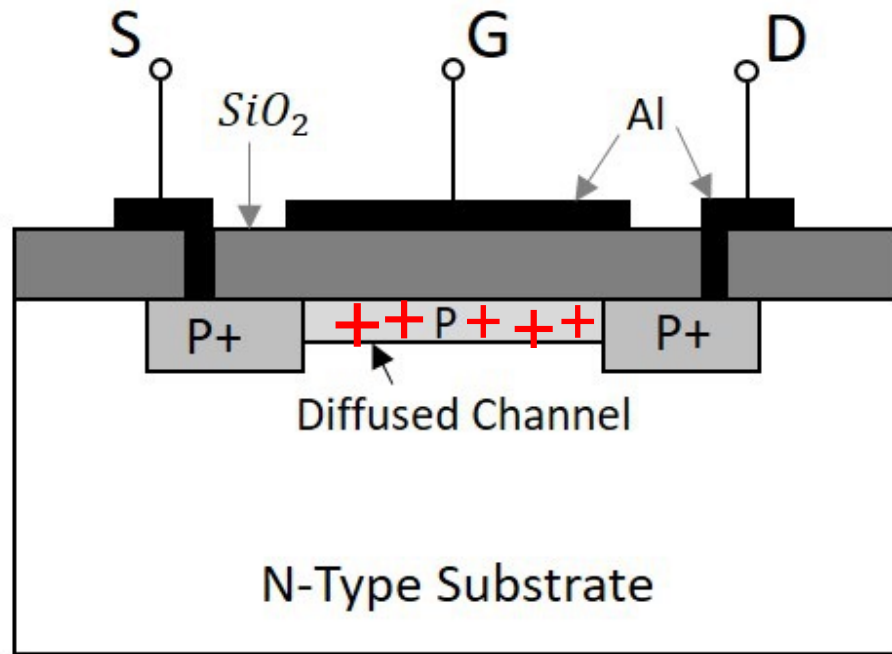 S G D
SiO₂
Al
P+ P P+
Diffused Channel
N-Type Substrate